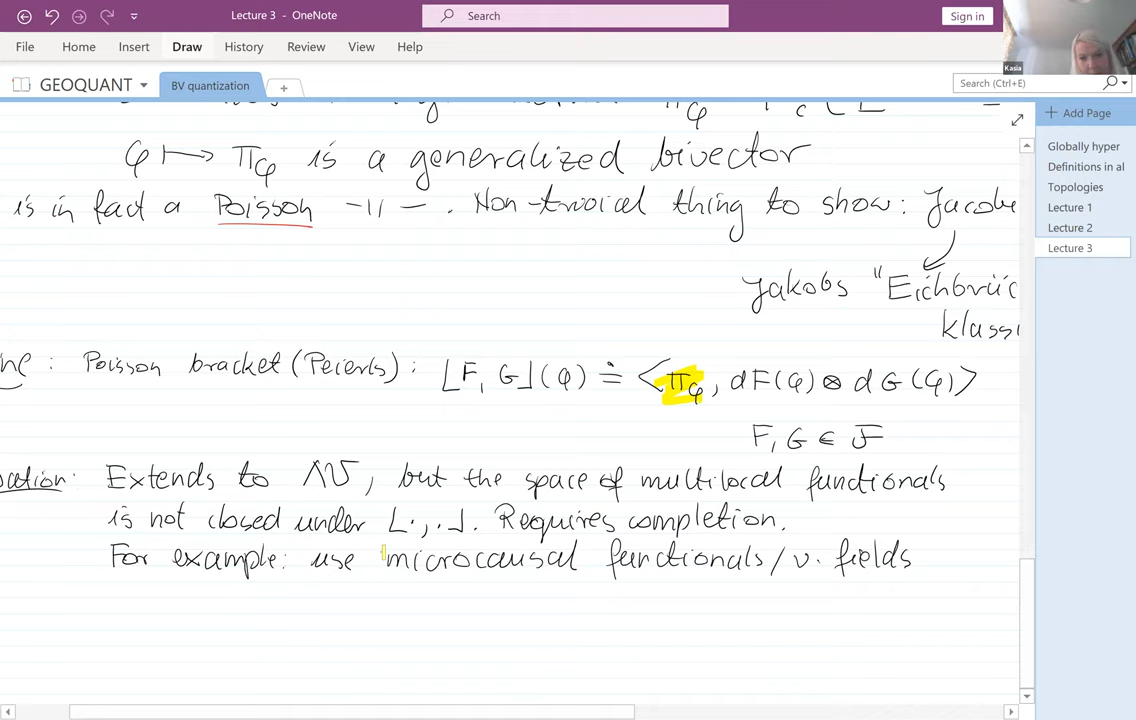 Lecture 3 - OneNote
Search
Sign in
File Home Insert Draw History Review View Help
Kasia
GEOQUANT
BV quantization
Search (Ctrl+E)
Add Page
Globally hyper
Definitions in al
Topologies
Lecture 1
Lecture 2
Lecture 3
φ ↦ Π_φ is a generalized bivector
is in fact a Poisson -||- . Non-trivial thing to show: Jacobi
Jakobs "Eichbrüc
klassi
ne : Poisson bracket (Peierls) : ⌊F, G⌋(φ) ≐ <Π_φ, dF(φ) ⊗ dG(φ)>
F, G ∈ F
Extends to ΛV, but the space of multilocal functionals
is not closed under ⌊·,·⌋. Requires completion.
For example: use microcausal functionals / v. fields